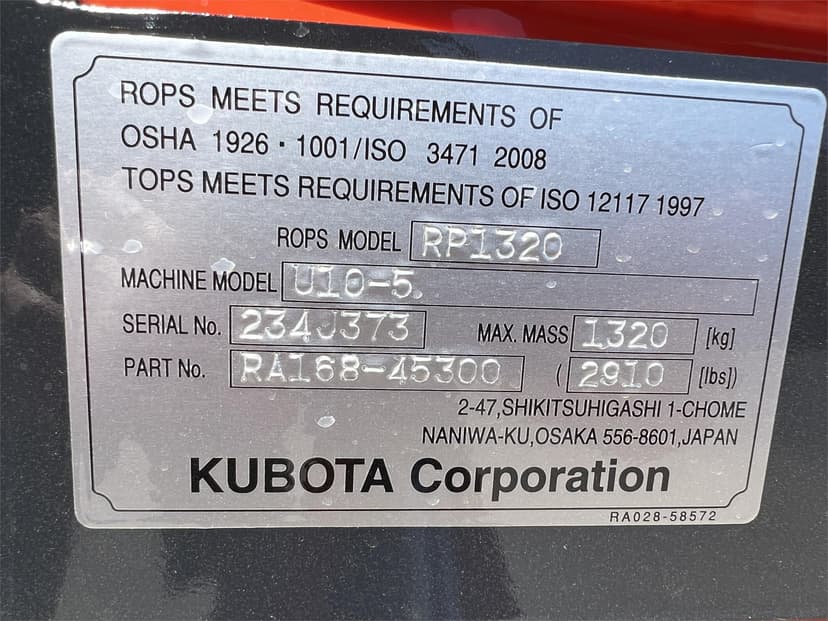 ROPS MEETS REQUIREMENTS OF
OSHA 1926・1001/ISO 3471 2008
TOPS MEETS REQUIREMENTS OF ISO 12117 1997
ROPS MODEL RP1320
MACHINE MODEL U10-5
SERIAL No. 234J373 MAX. MASS 1320 [kg]
PART No. RA168-45300 ( 2910 [lbs])
2-47,SHIKITSUHIGASHI 1-CHOME
NANIWA-KU,OSAKA 556-8601,JAPAN
KUBOTA Corporation
RA028-58572